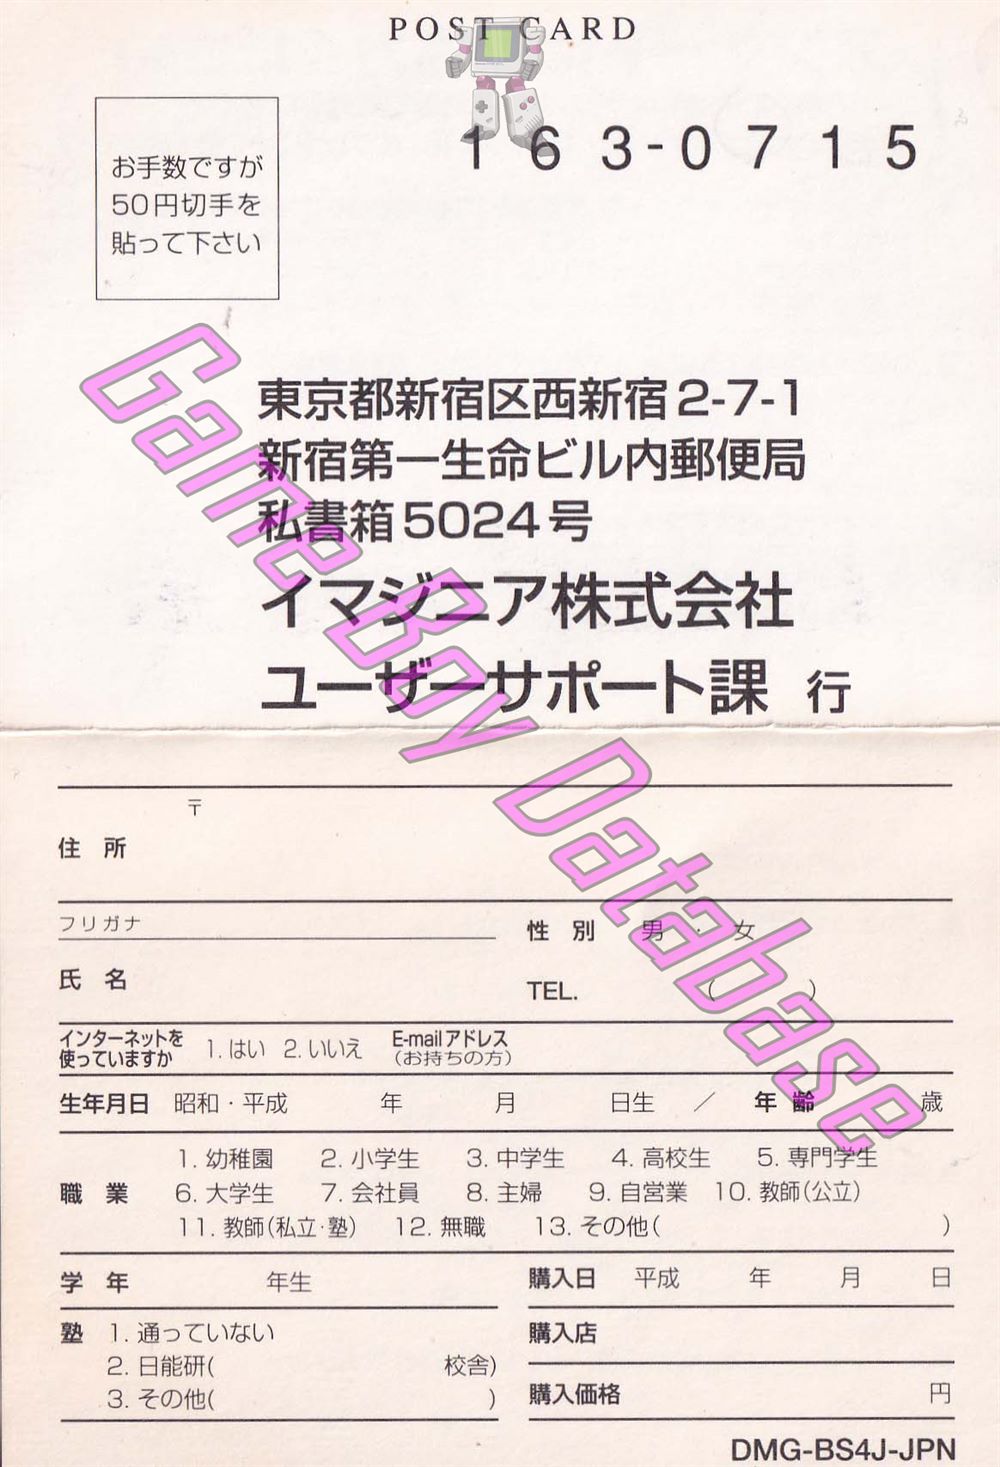 POST CARD
163-0715
お手数ですが
50円切手を
貼って下さい
東京都新宿区西新宿2-7-1
新宿第一生命ビル内郵便局
私書箱5024号
イマジニア株式会社
ユーザーサポート課 行
Game Boy Database
〒
住 所
フリガナ
性 別 男 ・ 女
氏 名
TEL. ( )
インターネットを
使っていますか 1. はい 2. いいえ E-mailアドレス
(お持ちの方)
生年月日 昭和・平成 年 月 日生 ／ 年 齢 歳
1. 幼稚園 2. 小学生 3. 中学生 4. 高校生 5. 専門学生
職 業 6. 大学生 7. 会社員 8. 主婦 9. 自営業 10. 教師(公立)
11. 教師(私立・塾) 12. 無職 13. その他( )
学 年 年生
購入日 平成 年 月 日
塾 1. 通っていない
2. 日能研( 校舎)
3. その他( )
購入店
購入価格 円
DMG-BS4J-JPN